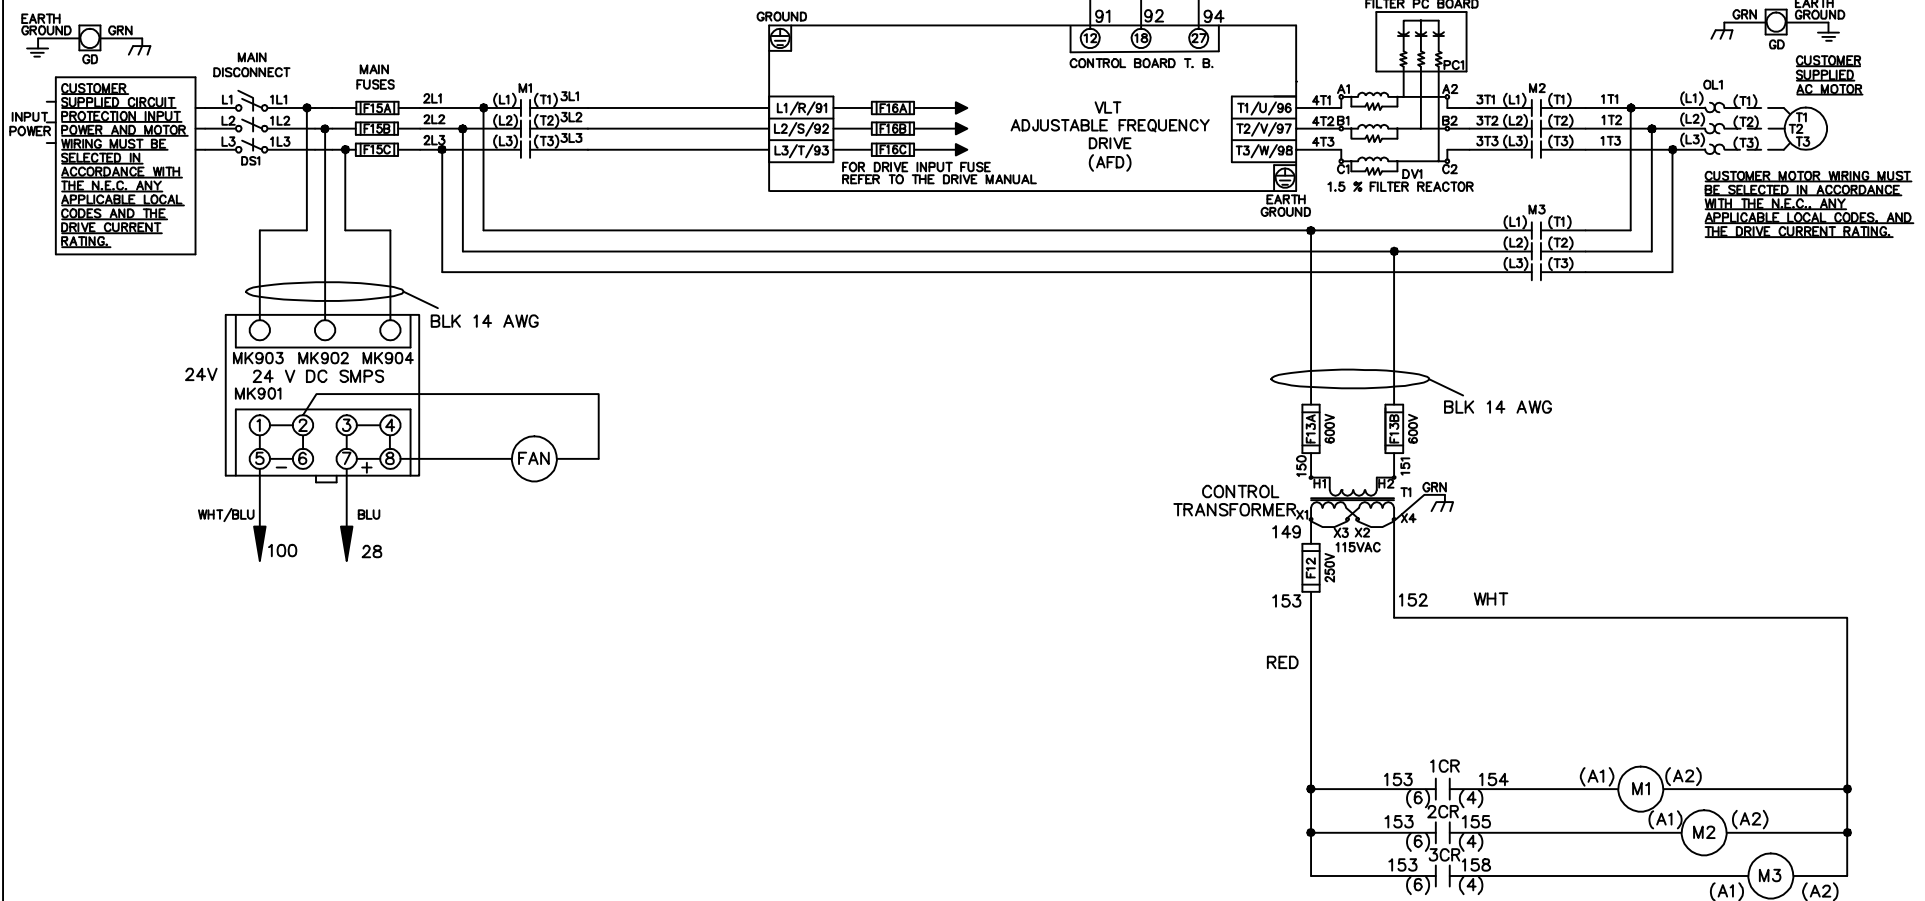 EARTH
GROUND
GRN
GD
CUSTOMER
SUPPLIED CIRCUIT
PROTECTION INPUT
POWER AND MOTOR
WIRING MUST BE
SELECTED IN
ACCORDANCE WITH
THE N.E.C. ANY
APPLICABLE LOCAL
CODES AND THE
DRIVE CURRENT
RATING.
INPUT
POWER
MAIN
DISCONNECT
L1 1L1
L2 1L2
L3 1L3
DS1
MAIN
FUSES
F15A
F15B
F15C
2L1
2L2
2L3
M1
(L1) (T1) 3L1
(L2) (T2) 3L2
(L3) (T3) 3L3
GROUND
L1/R/91
L2/S/92
L3/T/93
F16A
F16B
F16C
FOR DRIVE INPUT FUSE
REFER TO THE DRIVE MANUAL
91 92 94
12 18 27
CONTROL BOARD T. B.
VLT
ADJUSTABLE FREQUENCY
DRIVE
(AFD)
T1/U/96
T2/V/97
T3/W/98
EARTH
GROUND
FILTER PC BOARD
PC1
4T1 A1 A2
4T2 B1 B2
4T3 C1 C2
DV1
1.5 % FILTER REACTOR
M2
3T1 (L1) (T1) 1T1
3T2 (L2) (T2) 1T2
3T3 (L3) (T3) 1T3
M3
(L1) (T1)
(L2) (T2)
(L3) (T3)
GRN
EARTH
GROUND
GD
CUSTOMER
SUPPLIED
AC MOTOR
OL1
(L1) (T1)
(L2) (T2)
(L3) (T3)
T1
T2
T3
CUSTOMER MOTOR WIRING MUST
BE SELECTED IN ACCORDANCE
WITH THE N.E.C., ANY
APPLICABLE LOCAL CODES, AND
THE DRIVE CURRENT RATING.
BLK 14 AWG
MK903 MK902 MK904
24V
24 V DC SMPS
MK901
1 2 3 4
5 - 6 7 + 8
FAN
WHT/BLU
BLU
100
28
BLK 14 AWG
F13A
600V
F13B
600V
150
151
H1 H2
T1
GRN
CONTROL
TRANSFORMER
X1 X3 X2 X4
115VAC
149
F12
250V
153
152
WHT
RED
1CR
153 154 (A1) M1 (A2)
(6) (4)
2CR
153 155 (A1) M2 (A2)
(6) (4)
3CR
153 158 M3
(6) (4) (A1) (A2)